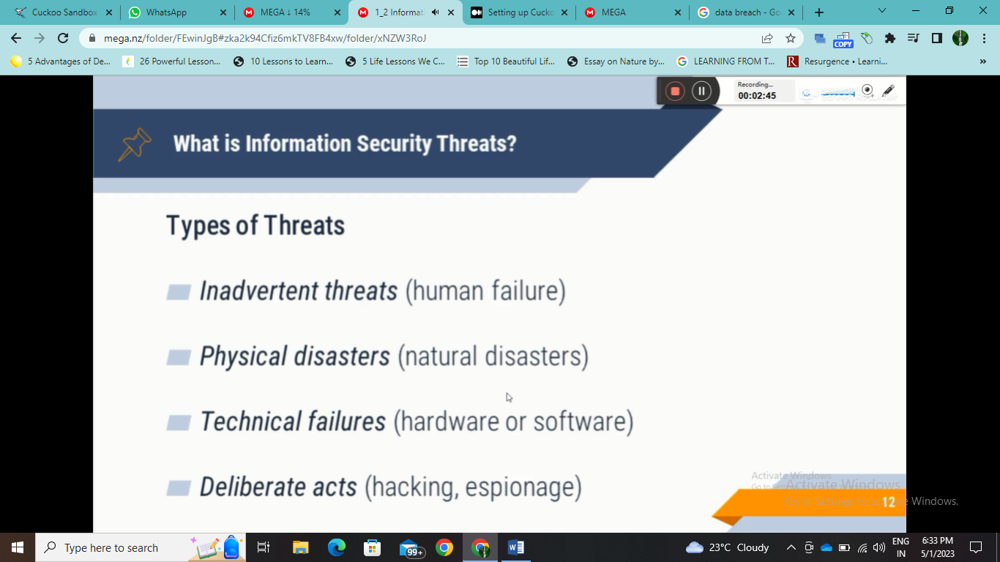 Cuckoo Sandbox
WhatsApp
MEGA ↓ 14%
1_2 Informat
Setting up Cucko
MEGA
data breach - Go
mega.nz/folder/FEwinJgB#zka2k94Cfiz6mkTV8FB4xw/folder/xNZW3RoJ
COPY
5 Advantages of De...
26 Powerful Lesson...
10 Lessons to Learn...
5 Life Lessons We C...
Top 10 Beautiful Lif...
Essay on Nature by...
LEARNING FROM T...
Resurgence • Learni...
»
Recording...
00:02:45
What is Information Security Threats?
Types of Threats
Inadvertent threats (human failure)
Physical disasters (natural disasters)
Technical failures (hardware or software)
Deliberate acts (hacking, espionage)
Activate Windows
Activate Windows
Go to Settings to activate Windows.
12
Type here to search
99+
23°C Cloudy
ENG
IN
6:33 PM
5/1/2023